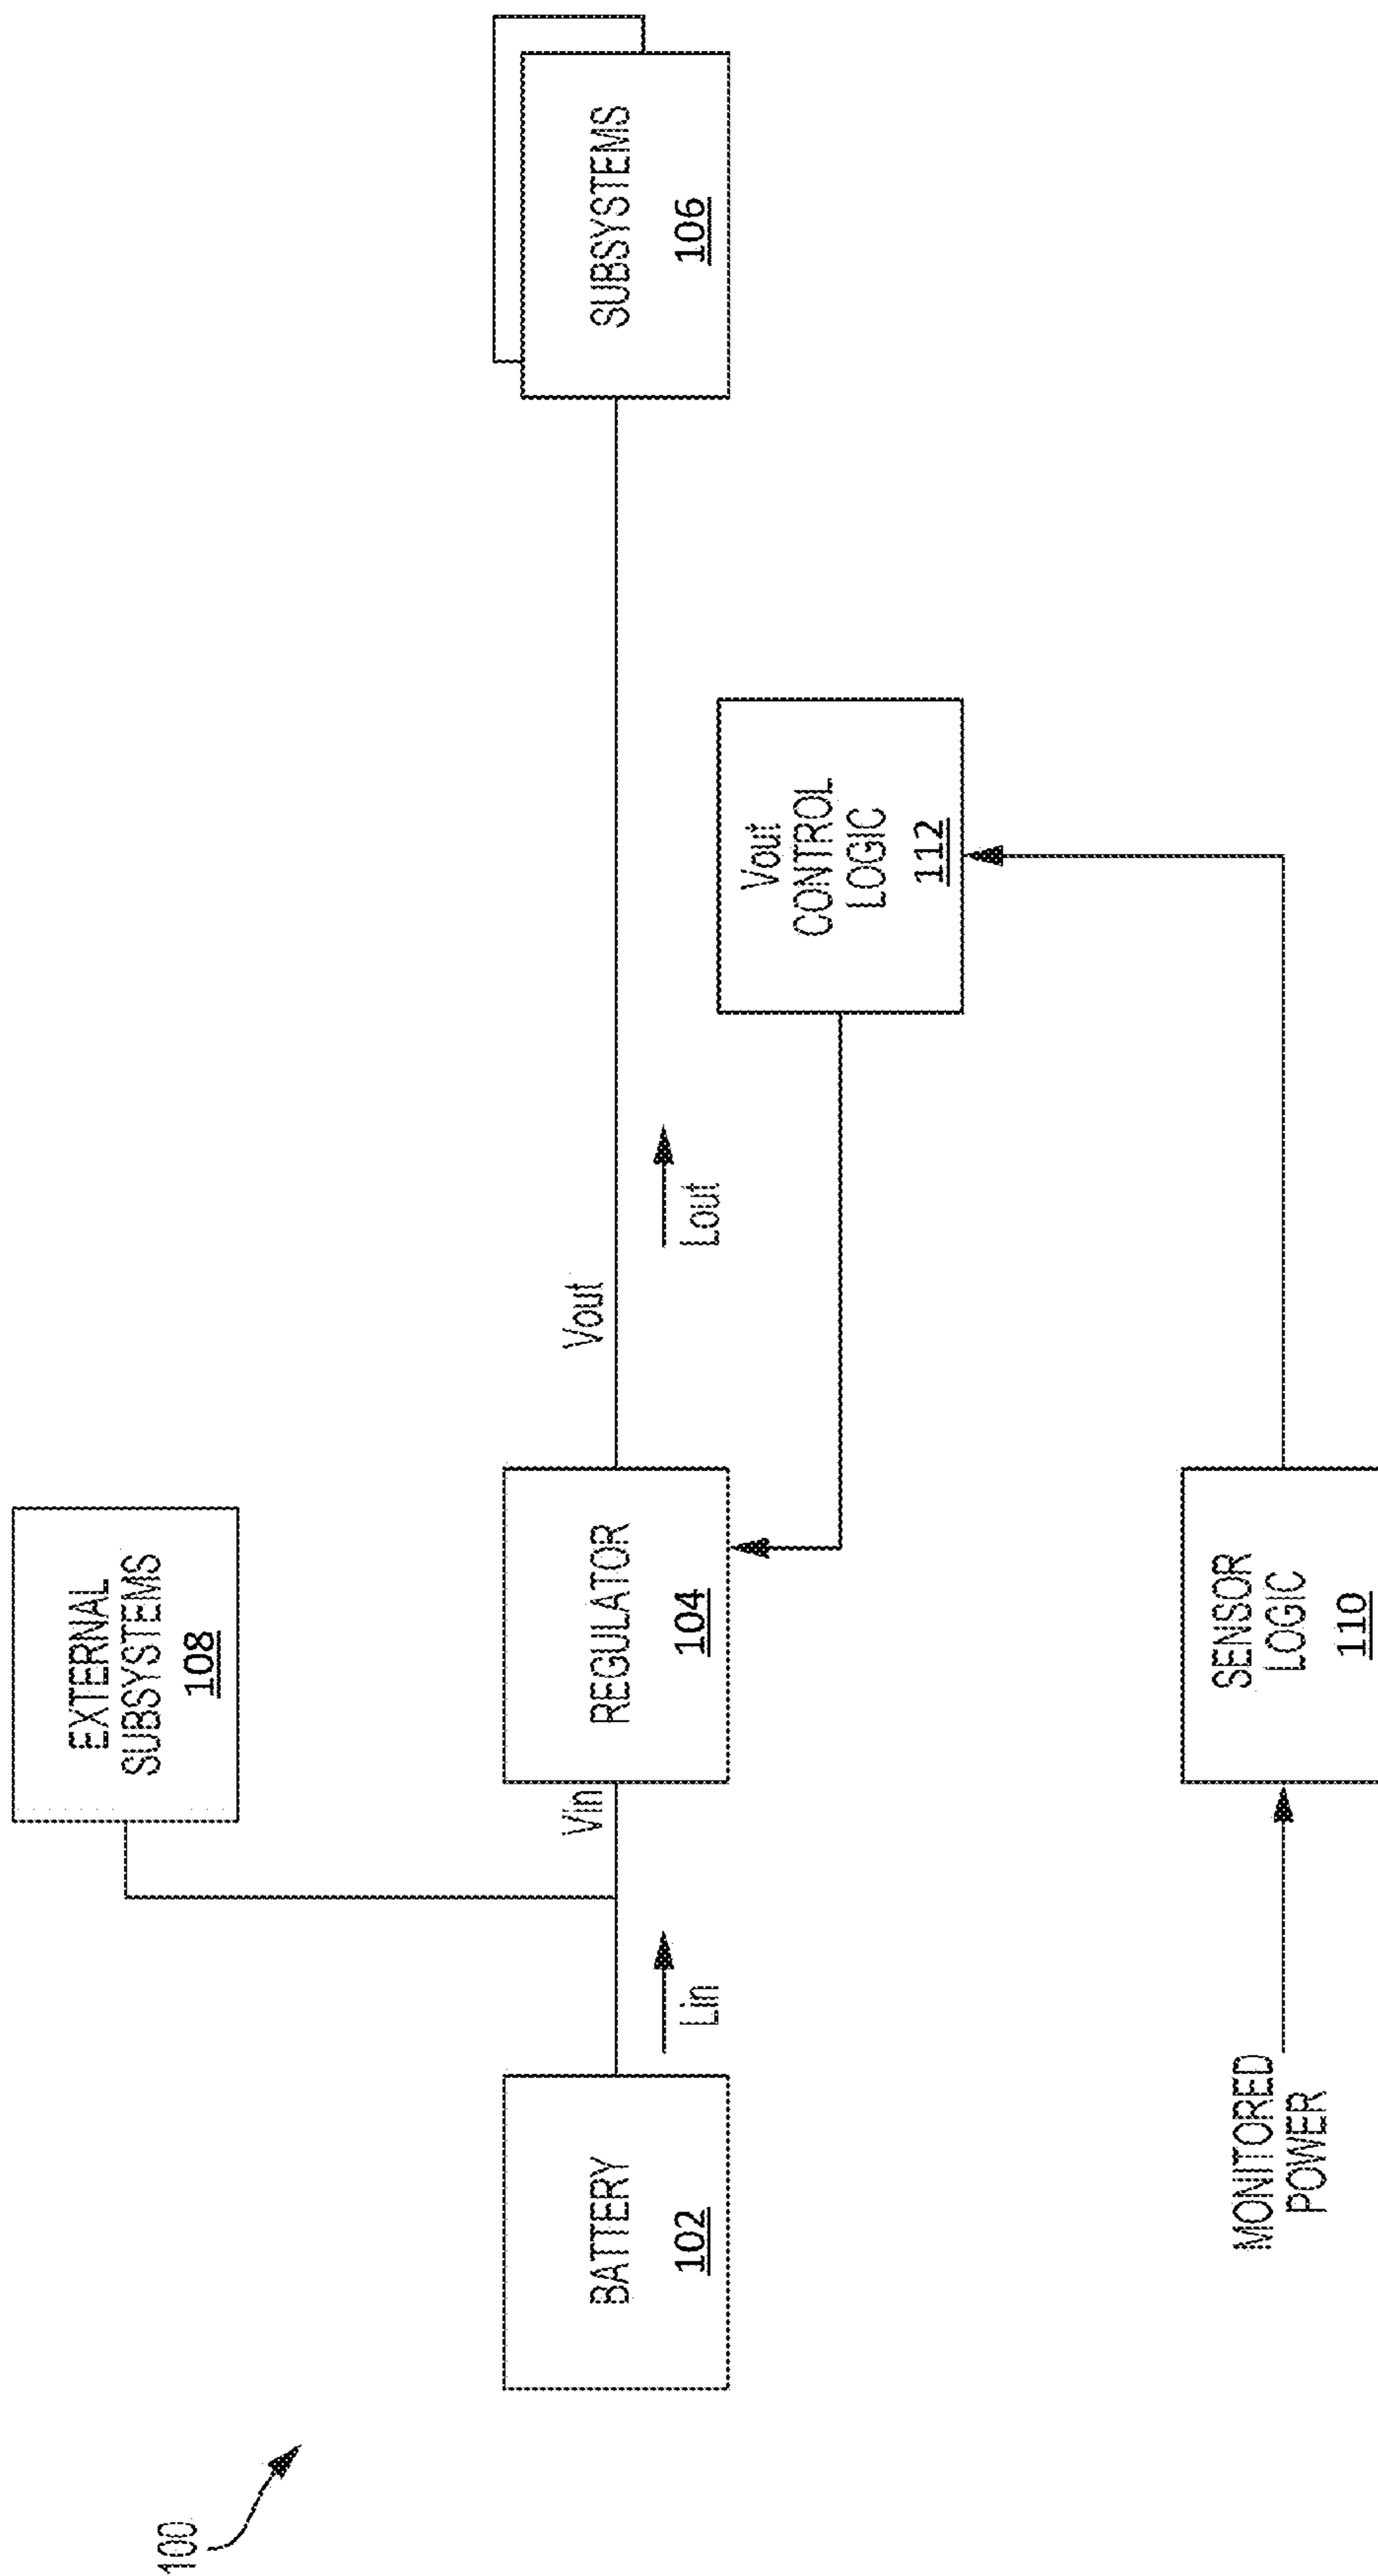 100
EXTERNAL
SUBSYSTEMS
108
BATTERY
102
Lin
Vin
REGULATOR
104
Vout
Lout
SUBSYSTEMS
106
Vout
CONTROL
LOGIC
112
MONITORED
POWER
SENSOR
LOGIC
110